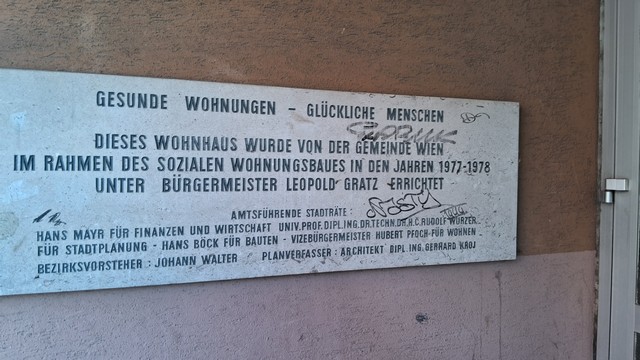 GESUNDE WOHNUNGEN - GLÜCKLICHE MENSCHEN
DIESES WOHNHAUS WURDE VON DER GEMEINDE WIEN
IM RAHMEN DES SOZIALEN WOHNUNGSBAUES IN DEN JAHREN 1977-1978
UNTER BÜRGERMEISTER LEOPOLD GRATZ ERRICHTET
AMTSFÜHRENDE STADTRÄTE :
HANS MAYR FÜR FINANZEN UND WIRTSCHAFT UNIV.PROF.DIPL.ING.DR.TECHN.DR.H.C.RUDOLF WURZER
FÜR STADTPLANUNG - HANS BÖCK FÜR BAUTEN - VIZEBÜRGERMEISTER HUBERT PFOCH FÜR WOHNEN
BEZIRKSVORSTEHER : JOHANN WALTER PLANVERFASSER : ARCHITEKT DIPL ING. GERHARD KROJ